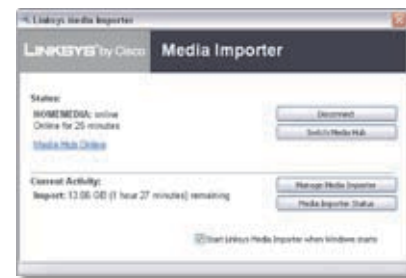 Linksys Media Importer
LINKSYS by Cisco Media Importer
Status:
HOMEMEDIA: online
Online for 25 minutes
Media Hub Online
Disconnect
Switch Media Hub
Current Activity:
Import: 13.06 GB (1 hour 27 minutes) remaining
Manage Media Importer
Media Importer Status
Start Linksys Media Importer when Windows starts